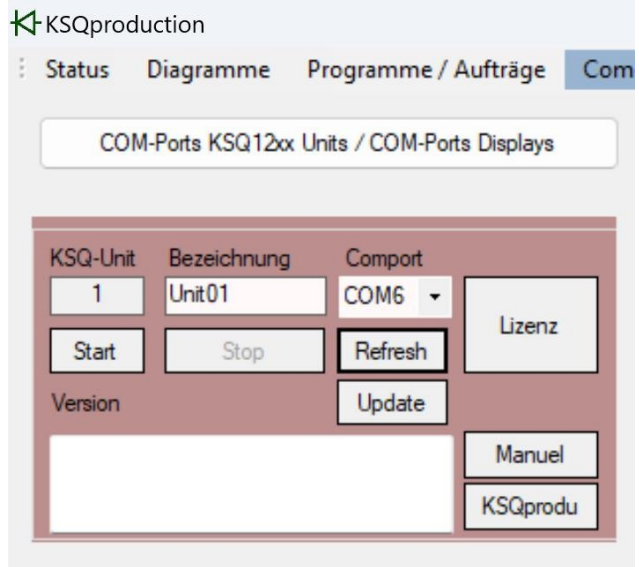 KSQproduction
Status Diagramme Programme / Aufträge Com
COM-Ports KSQ12xx Units / COM-Ports Displays
KSQ-Unit Bezeichnung Comport
1 Unit01 COM6
Lizenz
Start Stop Refresh
Version Update
Manuel
KSQprodu